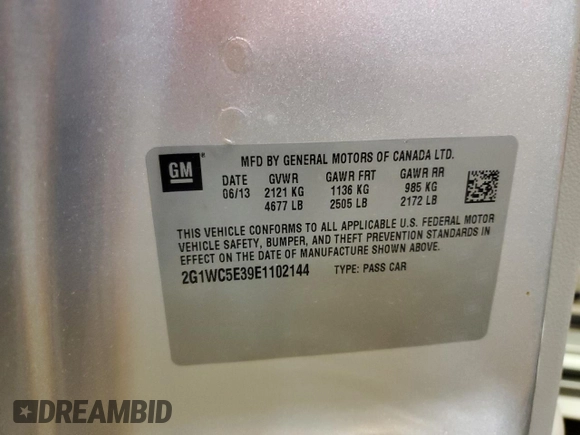 GM
MFD BY GENERAL MOTORS OF CANADA LTD.
DATE GVWR GAWR FRT GAWR RR
06/13 2121 KG 1136 KG 985 KG
4677 LB 2505 LB 2172 LB
THIS VEHICLE CONFORMS TO ALL APPLICABLE U.S. FEDERAL MOTOR
VEHICLE SAFETY, BUMPER, AND THEFT PREVENTION STANDARDS IN
EFFECT ON THE DATE OF MANUFACTURE SHOWN ABOVE.
2G1WC5E39E1102144 TYPE: PASS CAR
DREAMBID